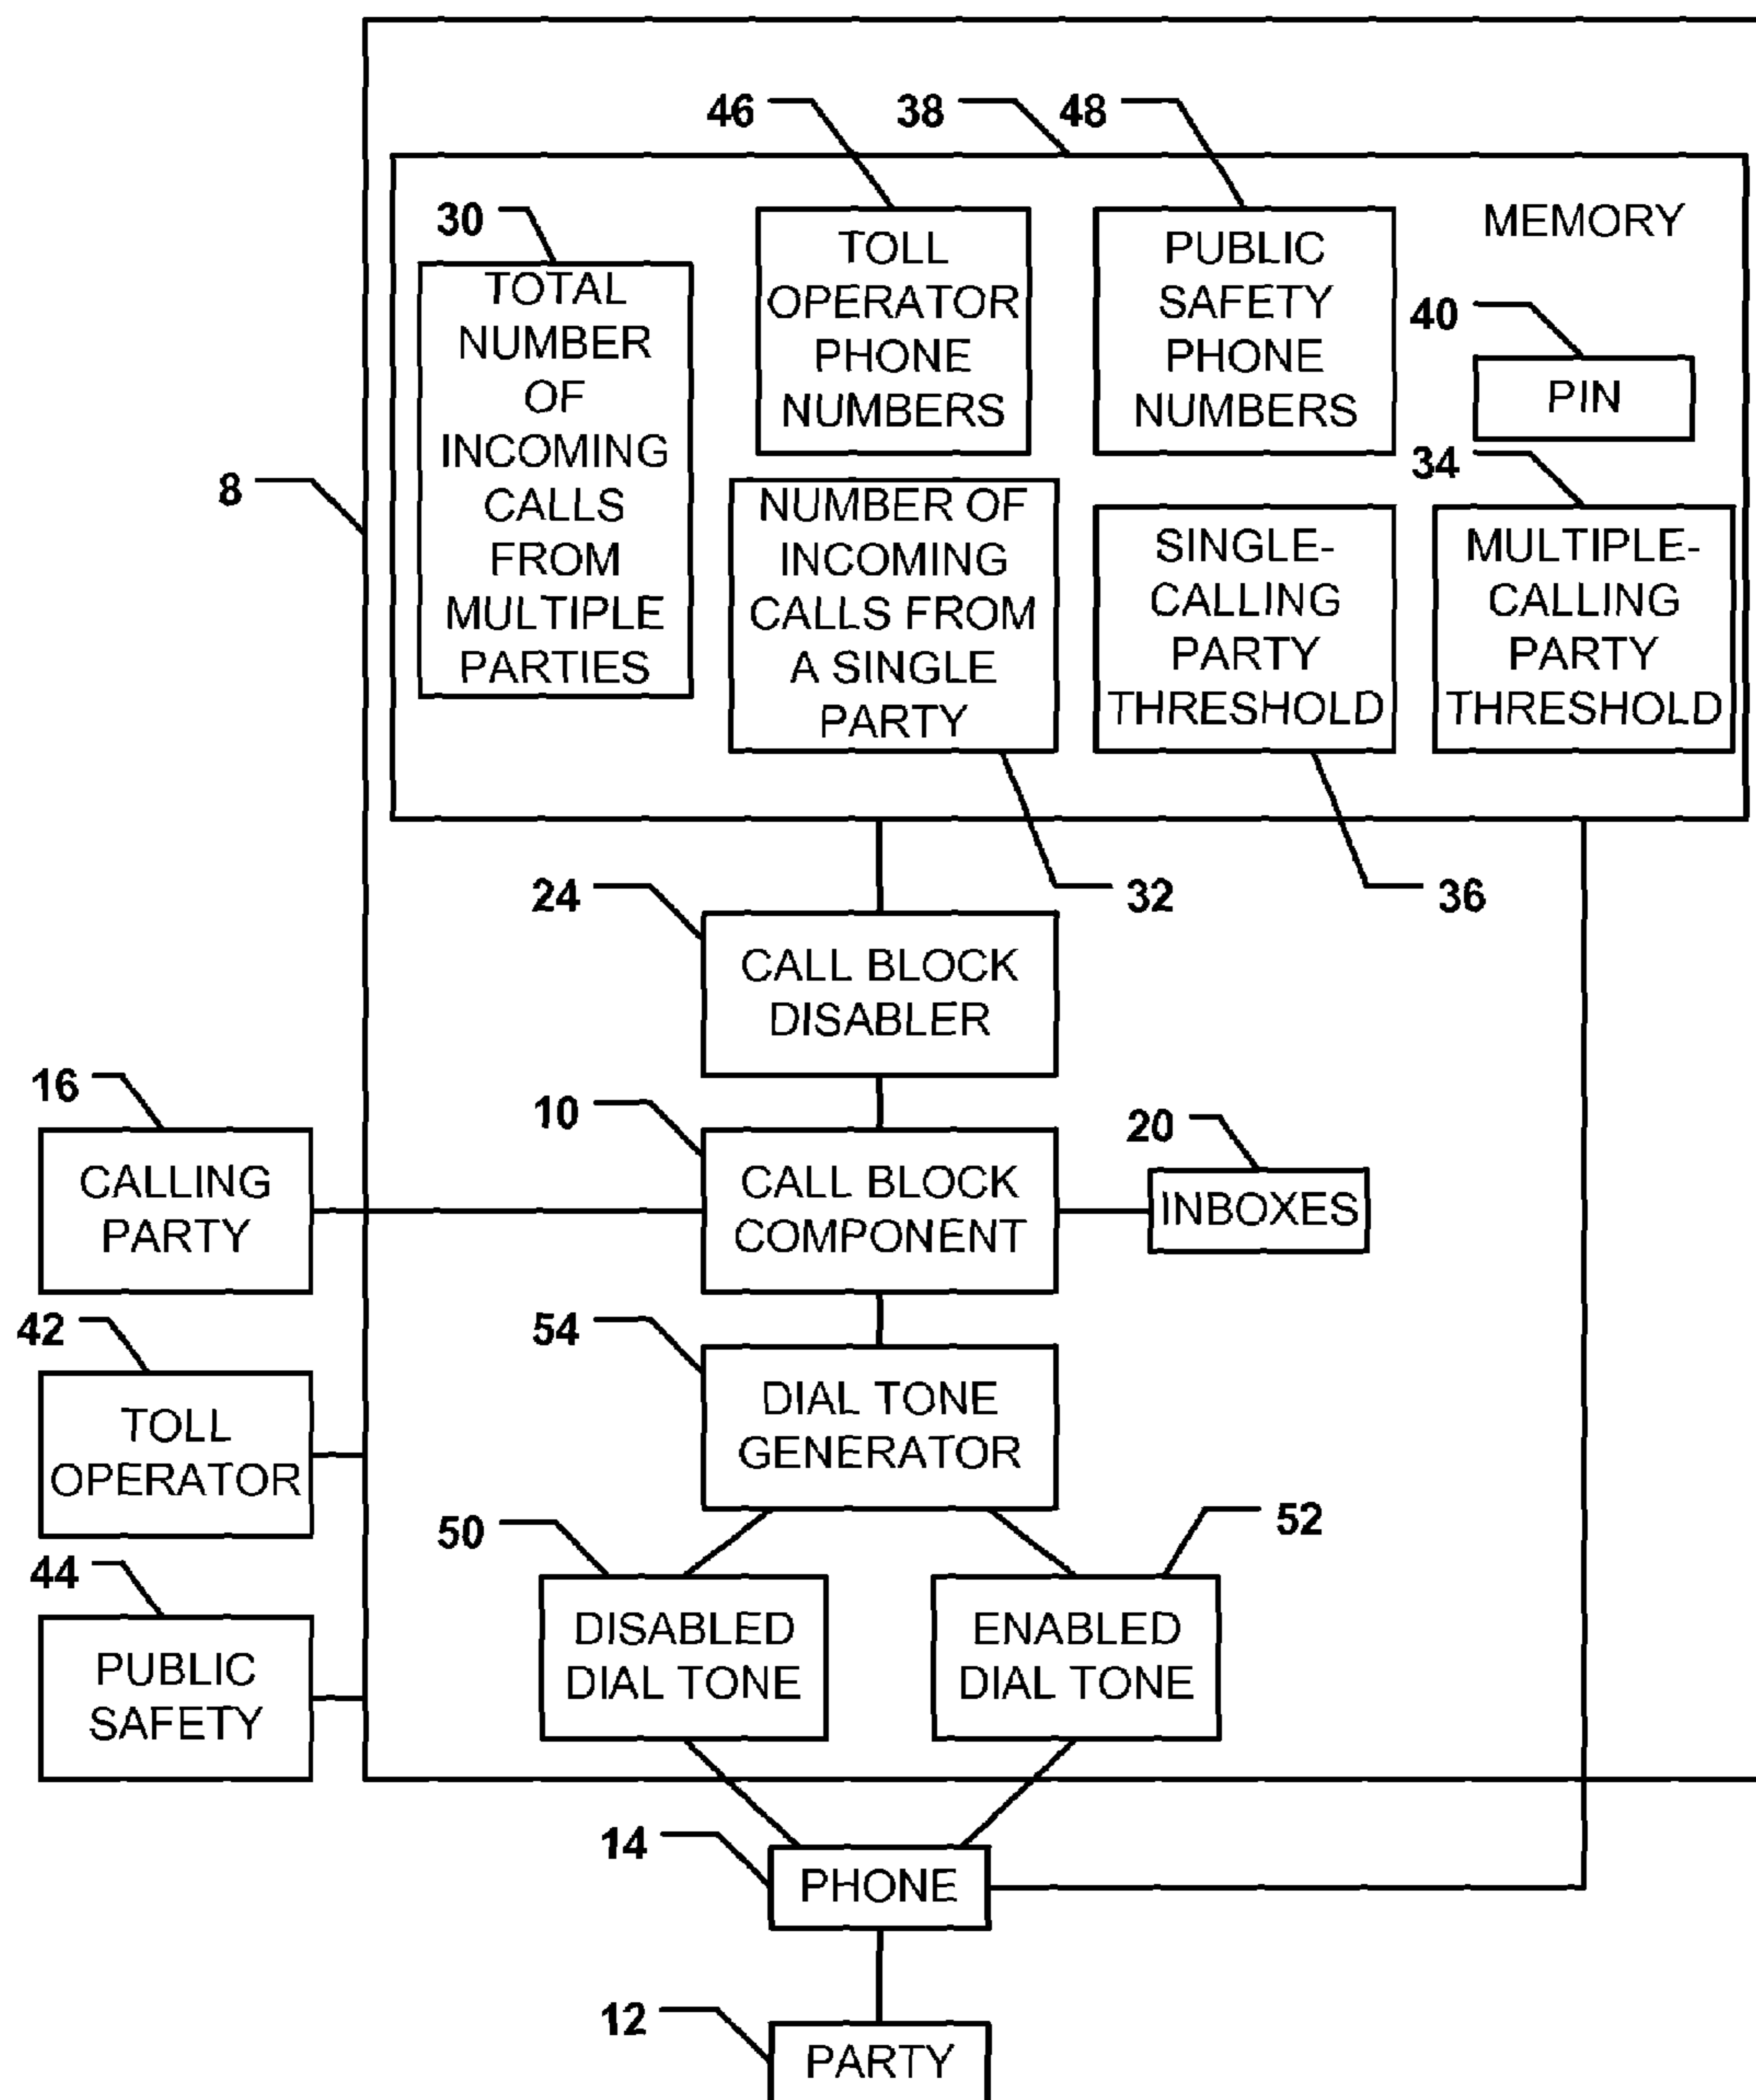 46
38
48
30
TOLL
OPERATOR
PHONE
NUMBERS
PUBLIC
SAFETY
PHONE
NUMBERS
MEMORY
TOTAL
NUMBER
OF
INCOMING
CALLS
FROM
MULTIPLE
PARTIES
40
PIN
8
34
NUMBER OF
INCOMING
CALLS FROM
A SINGLE
PARTY
SINGLE-
CALLING
PARTY
THRESHOLD
MULTIPLE-
CALLING
PARTY
THRESHOLD
24
32
36
CALL BLOCK
DISABLER
16
10
20
CALLING
PARTY
CALL BLOCK
COMPONENT
INBOXES
42
54
TOLL
OPERATOR
DIAL TONE
GENERATOR
50
52
44
PUBLIC
SAFETY
DISABLED
DIAL TONE
ENABLED
DIAL TONE
14
PHONE
12
PARTY